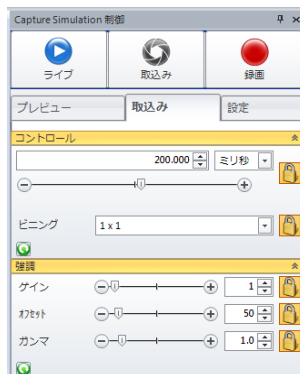 Capture Simulation 制御
ライブ 取込み 録画
プレビュー 取込み 設定
コントロール
200.000 ミリ秒
ビニング 1 x 1
強調
ゲイン 1
オフセット 50
ガンマ 1.0